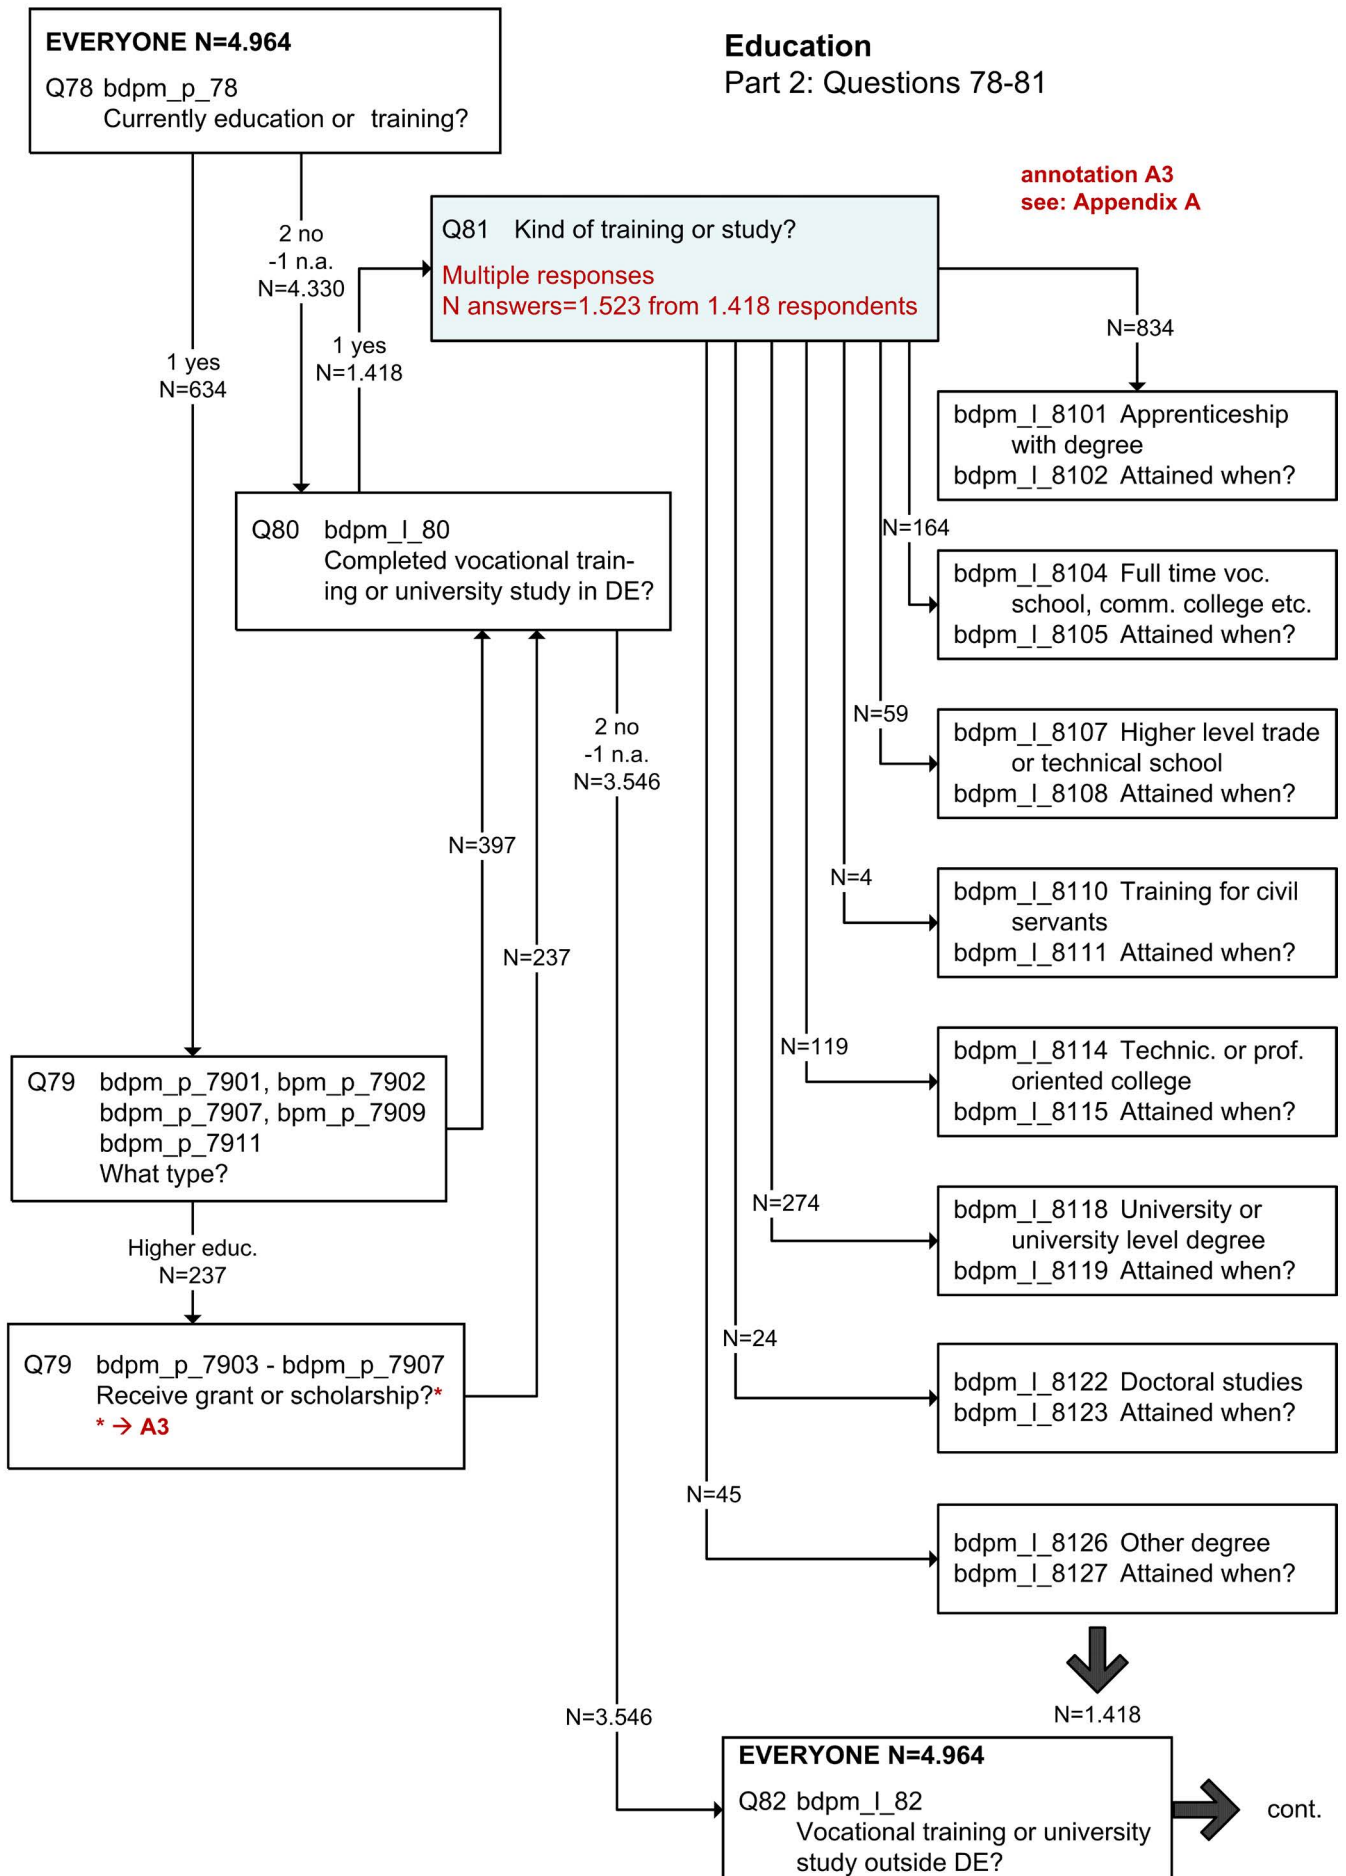 EVERYONE N=4.964
Q78 bdpm_p_78
Currently education or training?
Education
Part 2: Questions 78-81
annotation A3
see: Appendix A
2 no
-1 n.a.
N=4.330
1 yes
N=634
1 yes
N=1.418
Q81 Kind of training or study?
Multiple responses
N answers=1.523 from 1.418 respondents
N=834
bdpm_l_8101 Apprenticeship
with degree
bdpm_l_8102 Attained when?
Q80 bdpm_l_80
Completed vocational train-
ing or university study in DE?
N=164
bdpm_l_8104 Full time voc.
school, comm. college etc.
bdpm_l_8105 Attained when?
2 no
-1 n.a.
N=3.546
N=59
bdpm_l_8107 Higher level trade
or technical school
bdpm_l_8108 Attained when?
N=397
N=4
bdpm_l_8110 Training for civil
servants
bdpm_l_8111 Attained when?
N=237
N=119
bdpm_l_8114 Technic. or prof.
oriented college
bdpm_l_8115 Attained when?
Q79 bdpm_p_7901, bpm_p_7902
bdpm_p_7907, bpm_p_7909
bdpm_p_7911
What type?
N=274
bdpm_l_8118 University or
university level degree
bdpm_l_8119 Attained when?
Higher educ.
N=237
N=24
bdpm_l_8122 Doctoral studies
bdpm_l_8123 Attained when?
Q79 bdpm_p_7903 - bdpm_p_7907
Receive grant or scholarship?*
* → A3
N=45
bdpm_l_8126 Other degree
bdpm_l_8127 Attained when?
N=3.546
N=1.418
EVERYONE N=4.964
Q82 bdpm_l_82
Vocational training or university
study outside DE?
cont.